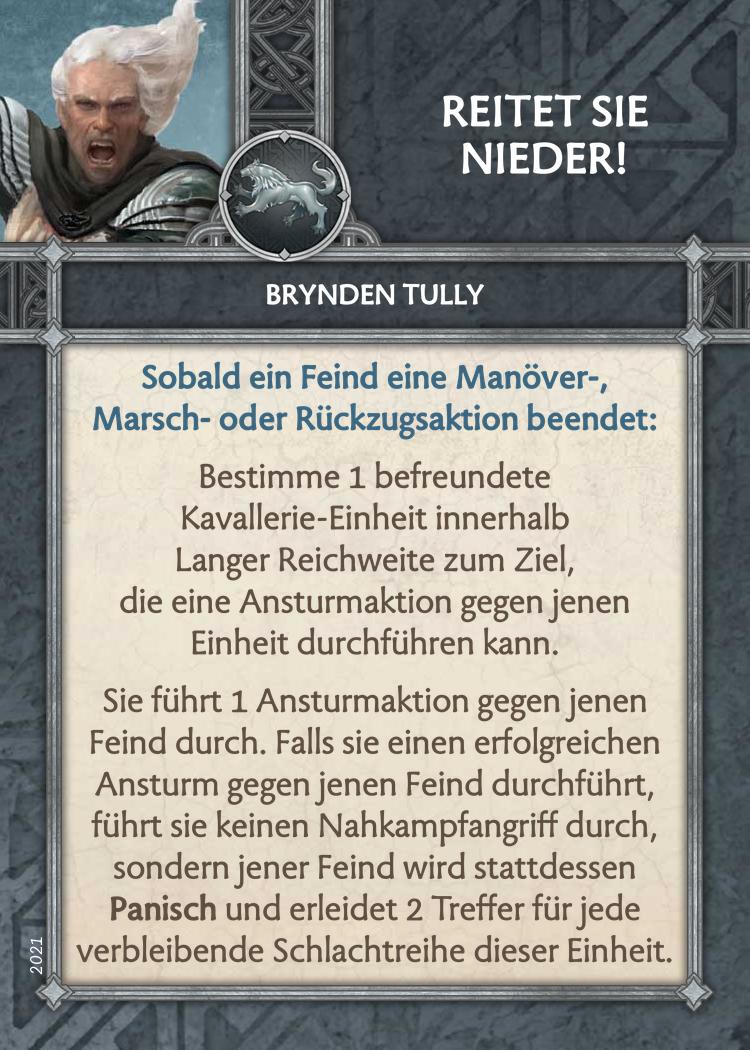 REITET SIE
NIEDER!
BRYNDEN TULLY
Sobald ein Feind eine Manöver-,
Marsch- oder Rückzugsaktion beendet:
Bestimme 1 befreundete
Kavallerie-Einheit innerhalb
Langer Reichweite zum Ziel,
die eine Ansturmaktion gegen jenen
Einheit durchführen kann.
Sie führt 1 Ansturmaktion gegen jenen
Feind durch. Falls sie einen erfolgreichen
Ansturm gegen jenen Feind durchführt,
führt sie keinen Nahkampfangriff durch,
sondern jener Feind wird stattdessen
Panisch und erleidet 2 Treffer für jede
verbleibende Schlachtreihe dieser Einheit.
2021